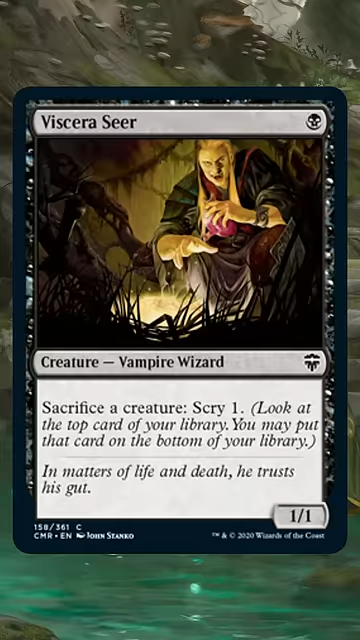 Viscera Seer
Creature — Vampire Wizard
Sacrifice a creature: Scry 1. (Look at
the top card of your library. You may put
that card on the bottom of your library.)
In matters of life and death, he trusts
his gut.
1/1
158/361 C
CMR • EN John Stanko
™ & © 2020 Wizards of the Coast